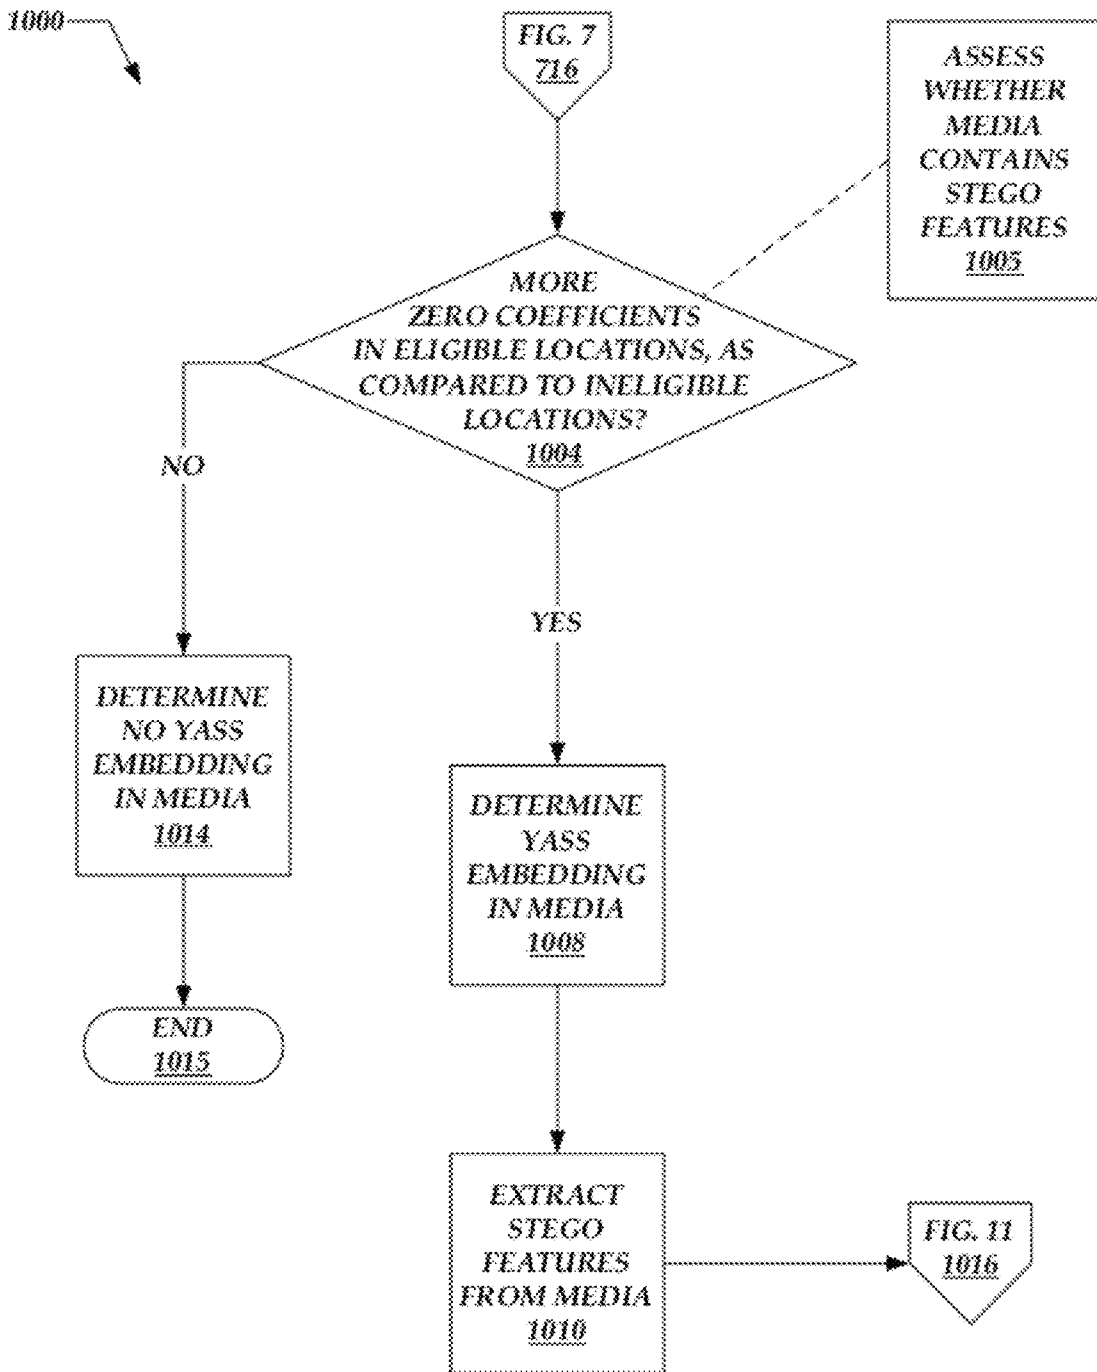 1000
FIG. 7
716
ASSESS
WHETHER
MEDIA
CONTAINS
STEGO
FEATURES
1005
MORE
ZERO COEFFICIENTS
IN ELIGIBLE LOCATIONS, AS
COMPARED TO INELIGIBLE
LOCATIONS?
1004
NO
YES
DETERMINE
NO YASS
EMBEDDING
IN MEDIA
1014
DETERMINE
YASS
EMBEDDING
IN MEDIA
1008
END
1015
EXTRACT
STEGO
FEATURES
FROM MEDIA
1010
FIG. 11
1016